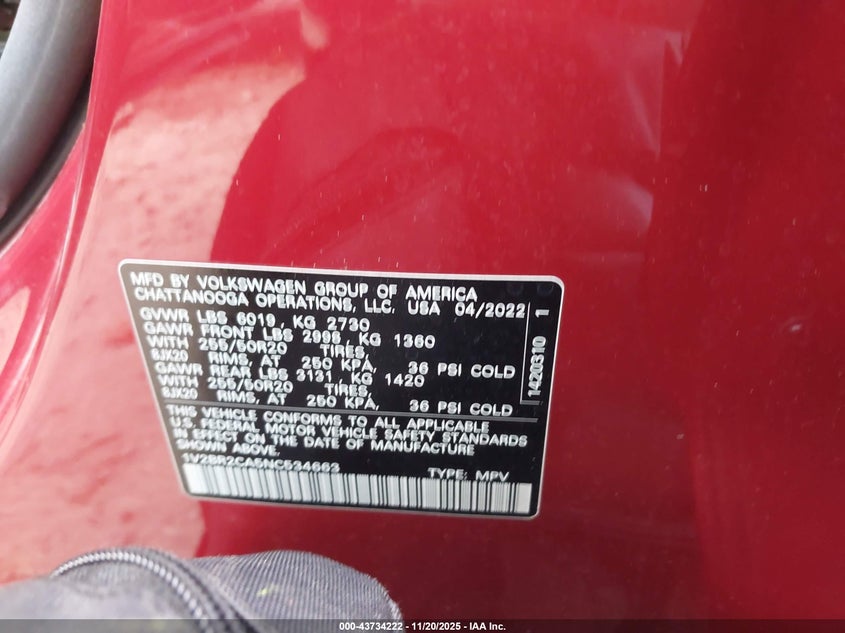 MFD BY VOLKSWAGEN GROUP OF AMERICA
CHATTANOOGA OPERATIONS, LLC, USA 04/2022
GVWR LBS 6019, KG 2730
GAWR FRONT LBS 2998, KG 1360
WITH 255/50R20 TIRES,
8JX20 RIMS, AT 250 KPA, 36 PSI COLD
GAWR REAR LBS 3131, KG 1420
WITH 255/50R20 TIRES,
8JX20 RIMS, AT 250 KPA, 36 PSI COLD
THIS VEHICLE CONFORMS TO ALL APPLICABLE
U.S. FEDERAL MOTOR VEHICLE SAFETY STANDARDS
IN EFFECT ON THE DATE OF MANUFACTURE
SHOWN ABOVE.
TYPE: MPV
1420310 1
000-43734222 — 11/20/2025 — IAA Inc.